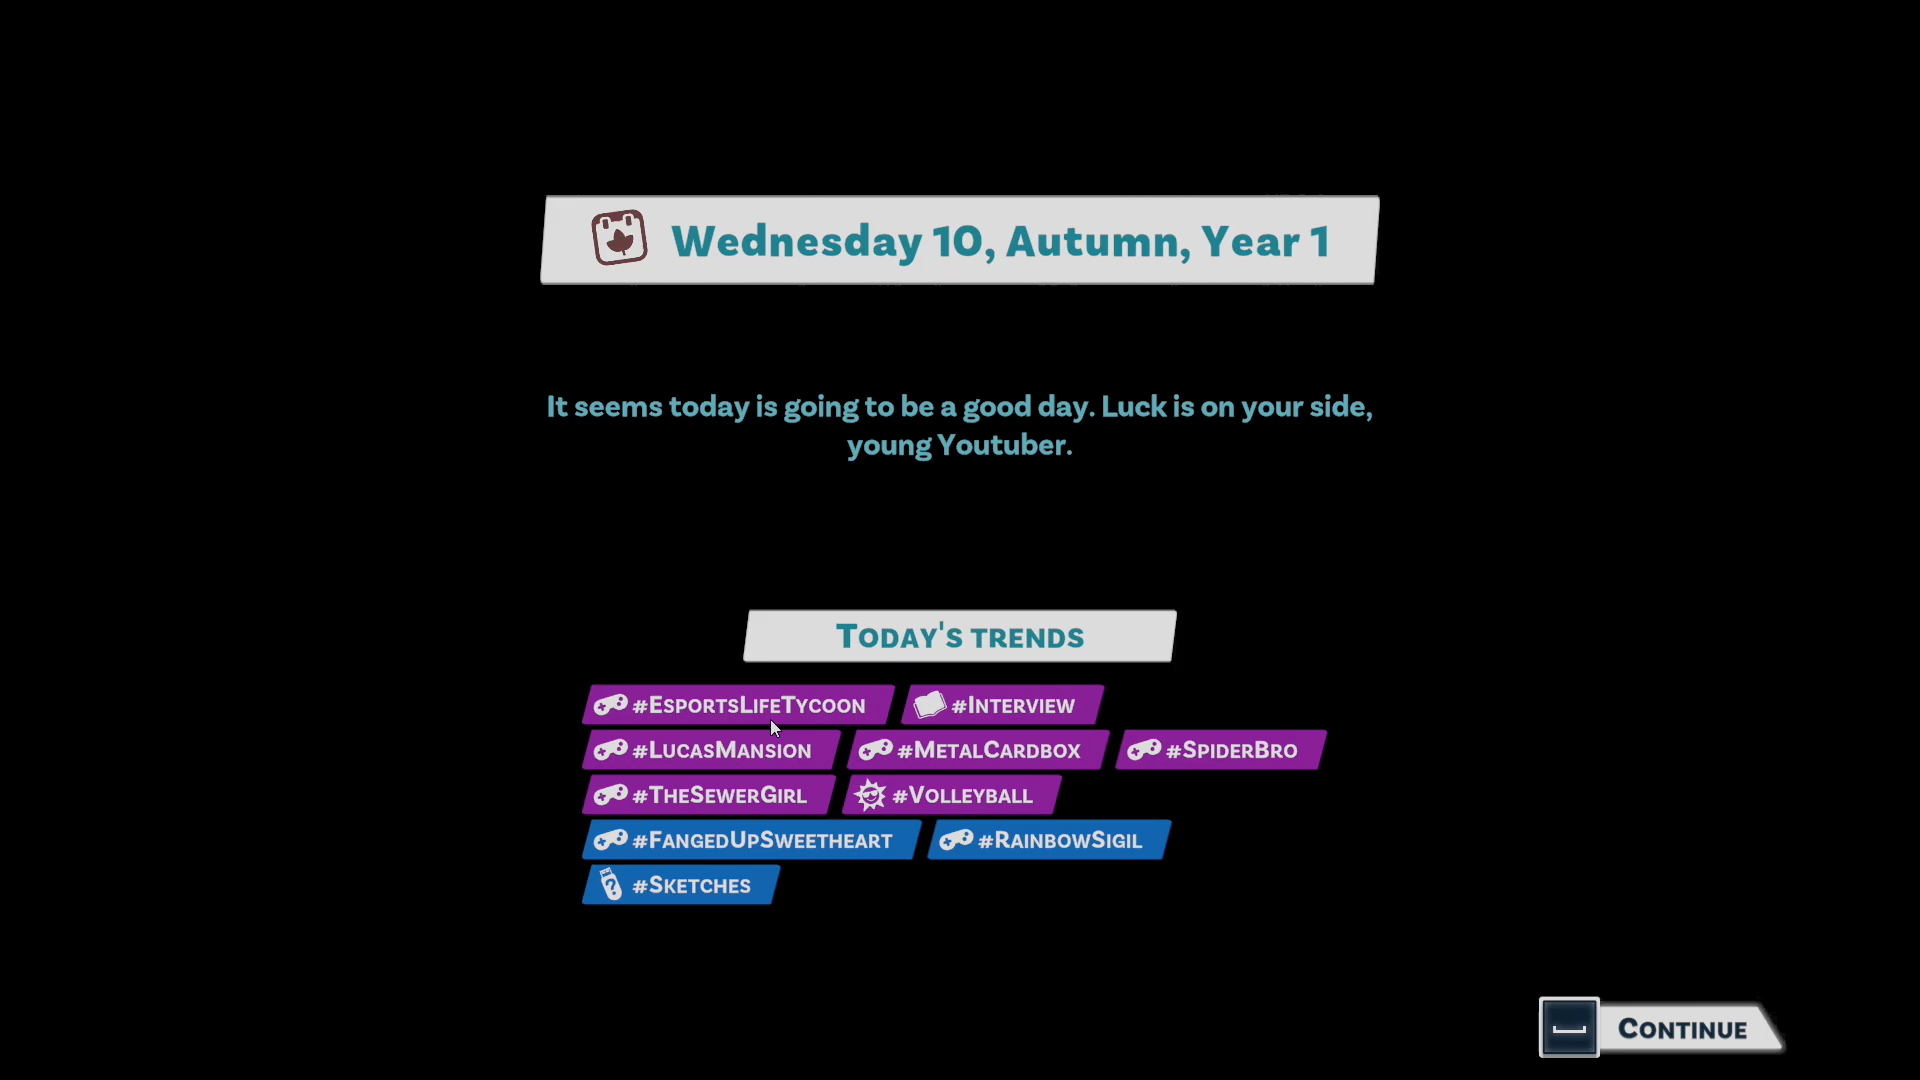 Wednesday 10, Autumn, Year 1
It seems today is going to be a good day. Luck is on your side,
young Youtuber.
Today's trends
#EsportsLifeTycoon #Interview
#LucasMansion #MetalCardbox #SpiderBro
#TheSewerGirl #Volleyball
#FangedUpSweetheart #RainbowSigil
#Sketches
Continue